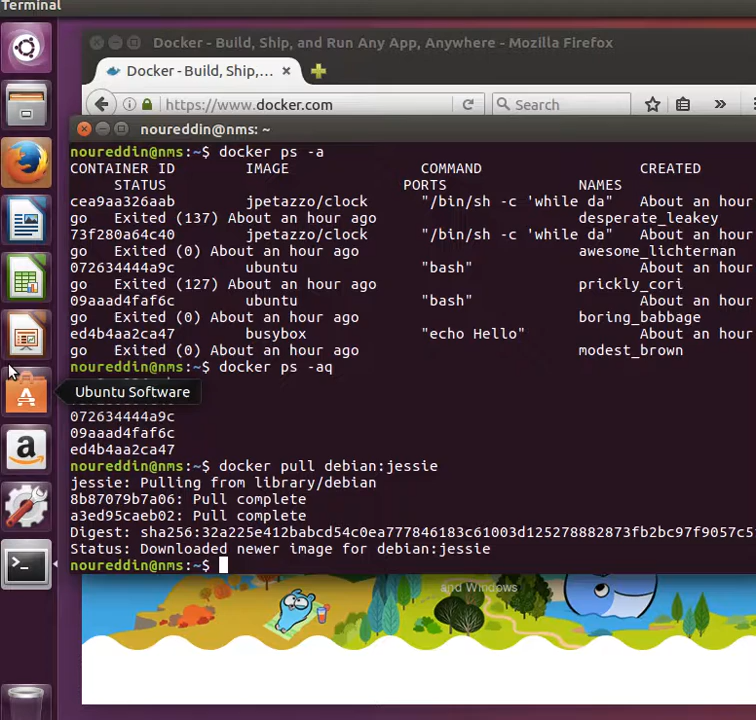 Terminal
Docker - Build, Ship, and Run Any App, Anywhere - Mozilla Firefox
Docker - Build, Ship,...
https://www.docker.com
Search
noureddin@nms: ~
noureddin@nms:~$ docker ps -a
CONTAINER ID IMAGE COMMAND CREATED
STATUS PORTS NAMES
cea9aa326aab jpetazzo/clock "/bin/sh -c 'while da" About an hour
go Exited (137) About an hour ago desperate_leakey
73f280a64c40 jpetazzo/clock "/bin/sh -c 'while da" About an hour
go Exited (0) About an hour ago awesome_lichterman
072634444a9c ubuntu "bash" About an hour
go Exited (127) About an hour ago prickly_cori
09aaad4faf6c ubuntu "bash" About an hour
go Exited (0) About an hour ago boring_babbage
ed4b4aa2ca47 busybox "echo Hello" About an hour
go Exited (0) About an hour ago modest_brown
noureddin@nms:~$ docker ps -aq
Ubuntu Software
072634444a9c
09aaad4faf6c
ed4b4aa2ca47
noureddin@nms:~$ docker pull debian:jessie
jessie: Pulling from library/debian
8b87079b7a06: Pull complete
a3ed95caeb02: Pull complete
Digest: sha256:32a225e412babcd54c0ea777846183c61003d125278882873fb2bc97f9057c5
Status: Downloaded newer image for debian:jessie
noureddin@nms:~$
and Windows